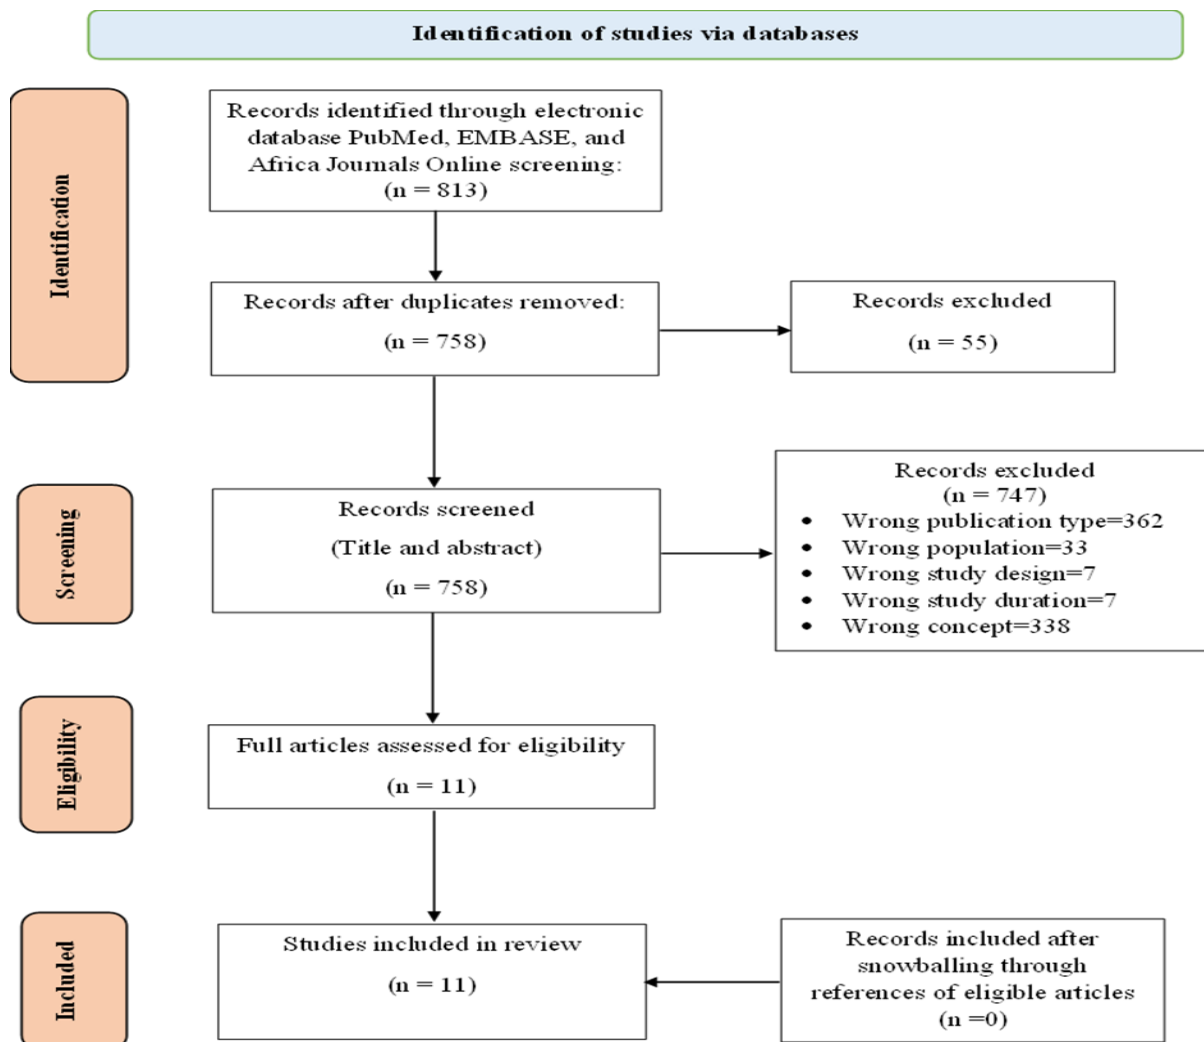 Identification of studies via databases
Identification
Records identified through electronic
database PubMed, EMBASE, and
Africa Journals Online screening:
(n = 813)
Records after duplicates removed:
(n = 758)
Records excluded
(n = 55)
Screening
Records screened
(Title and abstract)
(n = 758)
Records excluded
(n = 747)
• Wrong publication type=362
• Wrong population=33
• Wrong study design=7
• Wrong study duration=7
• Wrong concept=338
Eligibility
Full articles assessed for eligibility
(n = 11)
Included
Studies included in review
(n = 11)
Records included after
snowballing through
references of eligible articles
(n =0)